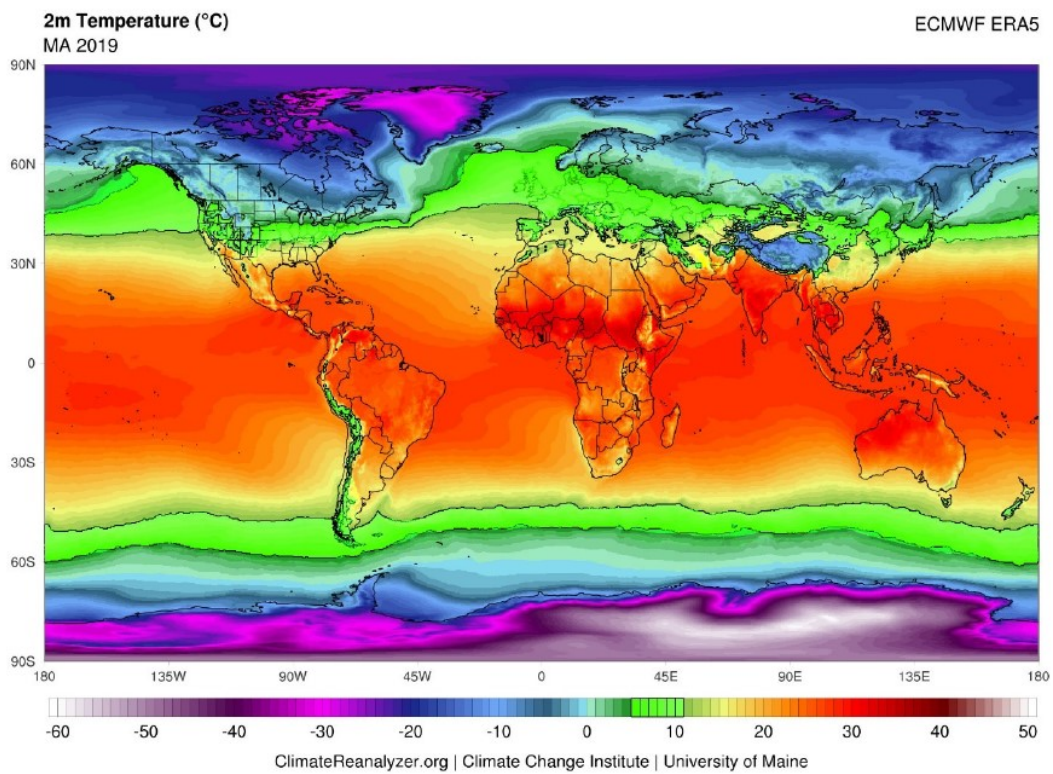 2m Temperature (°C)
ECMWF ERA5
MA 2019
90N
60N
30N
0
30S
60S
90S
180 135W 90W 45W 0 45E 90E 135E 180
-60 -50 -40 -30 -20 -10 0 10 20 30 40 50
ClimateReanalyzer.org | Climate Change Institute | University of Maine